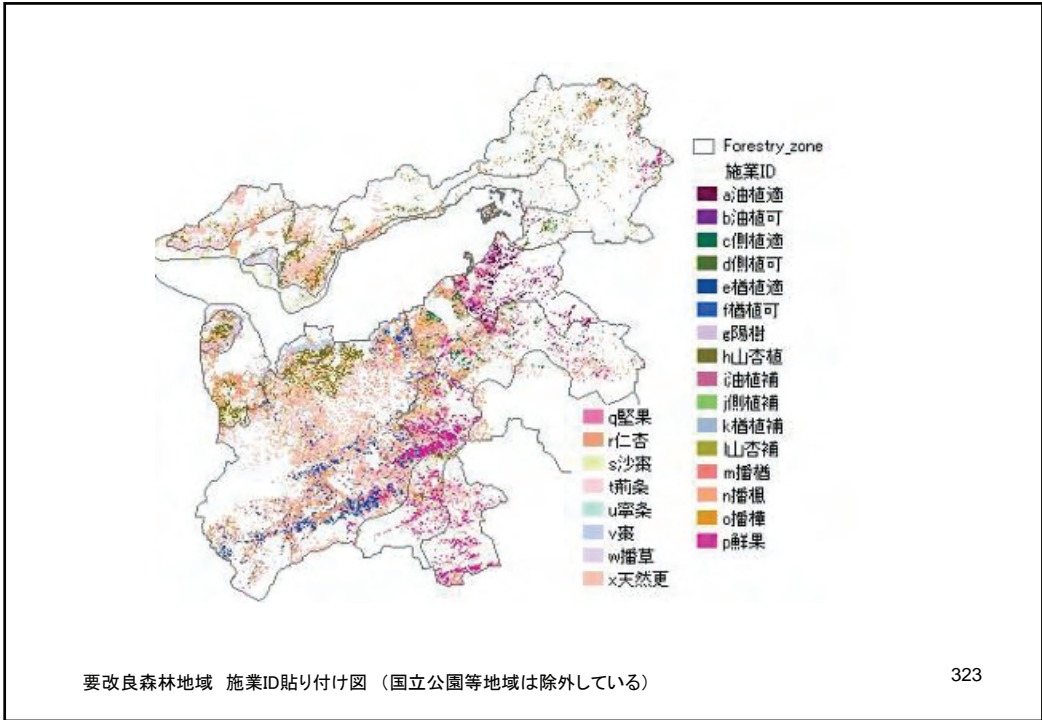 Forestry_zone
施業ID
a油植適
b油植可
c側植適
d側植可
e楢植適
f楢植可
g陽樹
h山杏植
i油植補
j側植補
k楢植補
l山杏補
m播楢
n播楓
o播樺
p鮮果
q堅果
r仁杏
s沙棗
t荊条
u寧条
v棗
w播草
x天然更
要改良森林地域 施業ID貼り付け図 (国立公園等地域は除外している)
323